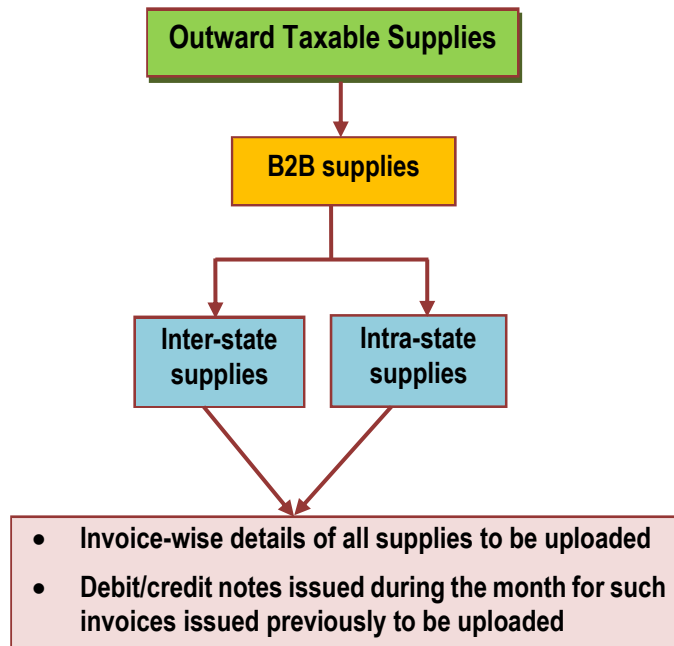 Outward Taxable Supplies
B2B supplies
Inter-state
supplies
Intra-state
supplies
• Invoice-wise details of all supplies to be uploaded
• Debit/credit notes issued during the month for such
invoices issued previously to be uploaded